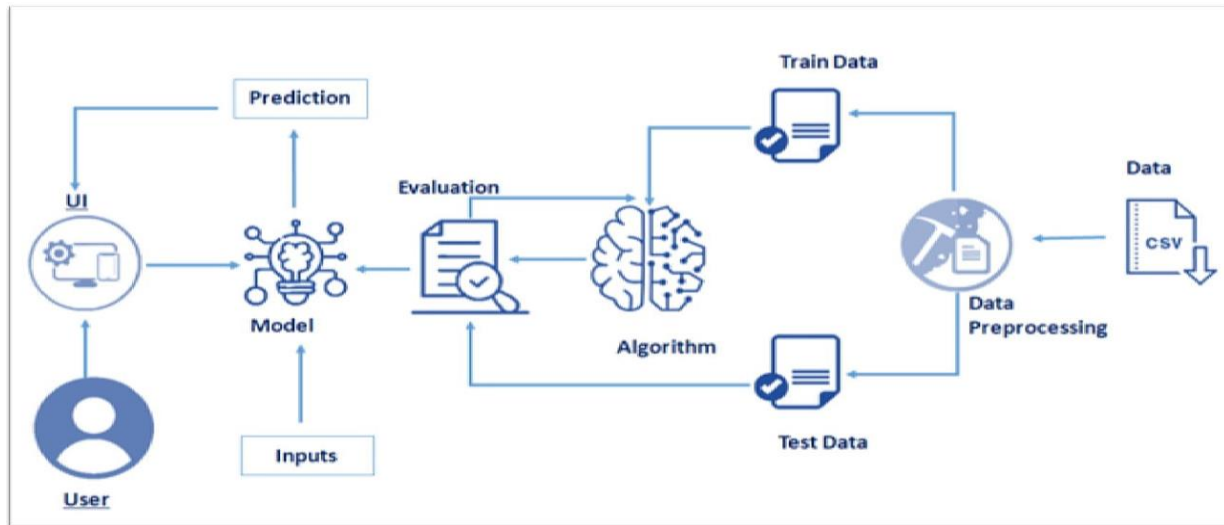 Train Data
Prediction
Data
Evaluation
UI
CSV
Data
Preprocessing
Model
Algorithm
Test Data
Inputs
User